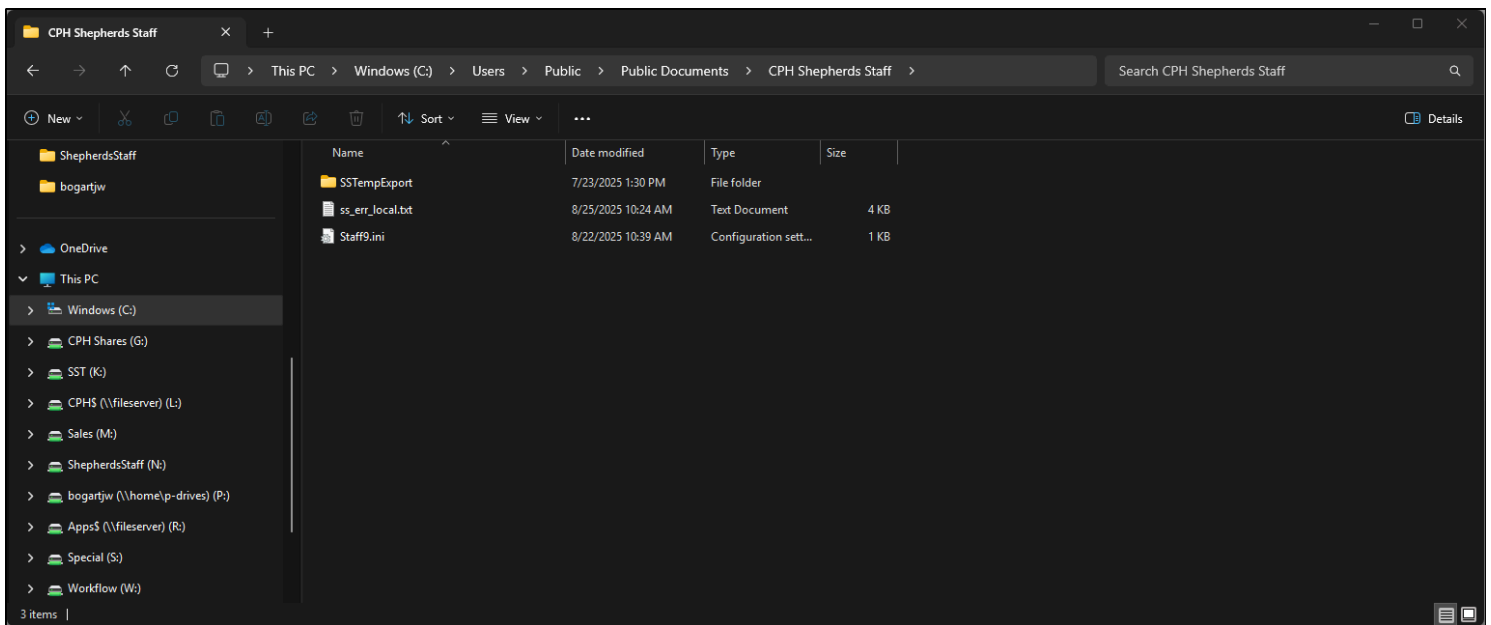 CPH Shepherds Staff
This PC > Windows (C:) > Users > Public > Public Documents > CPH Shepherds Staff >
Search CPH Shepherds Staff
New
Sort
View
Details
ShepherdsStaff
bogartjw
OneDrive
This PC
Windows (C:)
CPH Shares (G:)
SST (K:)
CPH$ (\\fileserver) (L:)
Sales (M:)
ShepherdsStaff (N:)
bogartjw (\\home\p-drives) (P:)
Apps$ (\\fileserver) (R:)
Special (S:)
Workflow (W:)
Name Date modified Type Size
SSTempExport 7/23/2025 1:30 PM File folder
ss_err_local.txt 8/25/2025 10:24 AM Text Document 4 KB
Staff9.ini 8/22/2025 10:39 AM Configuration sett... 1 KB
3 items